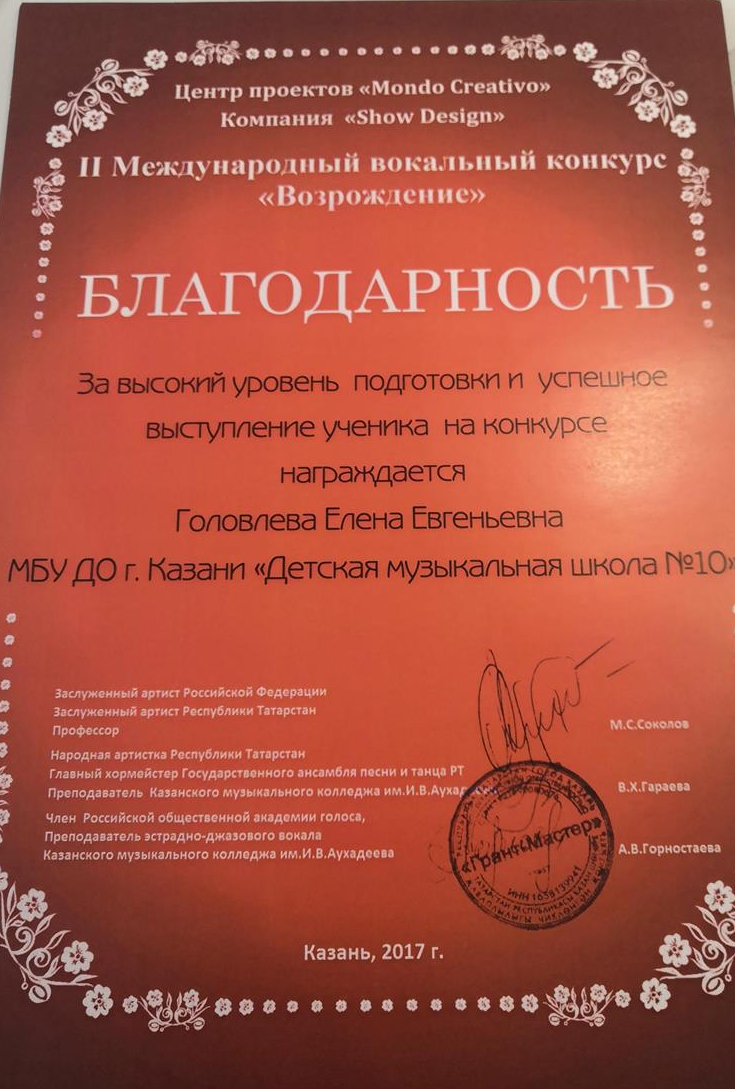 Центр проектов «Mondo Creativo»
Компания «Show Design»
II Международный вокальный конкурс
«Возрождение»
БЛАГОДАРНОСТЬ
За высокий уровень подготовки и успешное
выступление ученика на конкурсе
награждается
Головлева Елена Евгеньевна
МБУ ДО г. Казани «Детская музыкальная школа №10»
Заслуженный артист Российской Федерации
Заслуженный артист Республики Татарстан
Профессор
М.С.Соколов
Народная артистка Республики Татарстан
Главный хормейстер Государственного ансамбля песни и танца РТ
Преподаватель Казанского музыкального колледжа им.И.В.Аухадеева
В.Х.Гараева
Член Российской общественной академии голоса,
Преподаватель эстрадно-джазового вокала
Казанского музыкального колледжа им.И.В.Аухадеева
А.В.Горностаева
«Грант-Мастер»
ИНН
Казань, 2017 г.